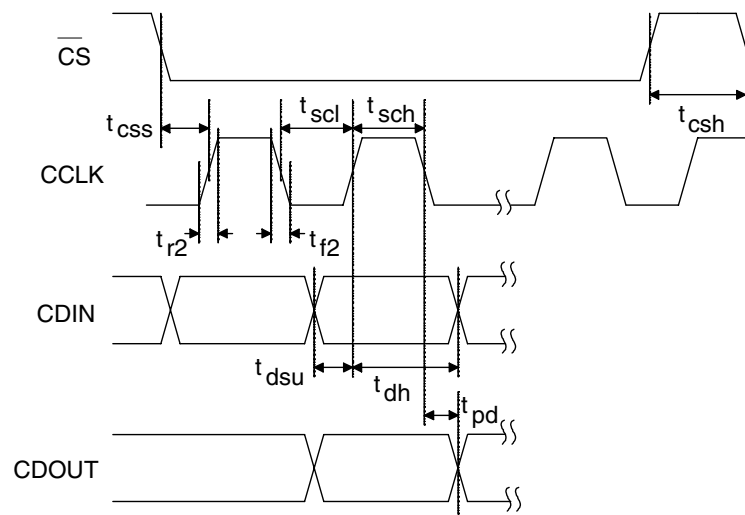 CS
t scl
t sch
t css
t csh
CCLK
t r2
t f2
CDIN
t dsu
t dh
t pd
CDOUT